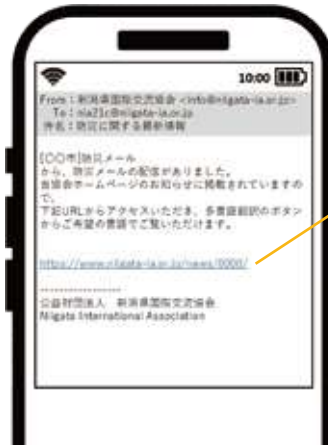 10:00
From：新潟県国際交流協会 <info@niigata-ia.or.jp>
To：nia21c@niigata-ia.or.jp
件名：防災に関する最新情報
【〇〇市】防災メール
から、防災メールの配信がありました。
当協会ホームページのお知らせに掲載されていますの
で、
下記URLからアクセスいただき、多言語翻訳のボタン
からご希望の言語でご覧いただけます。
https://www.niigata-ia.or.jp/news/0000/
------------------
公益財団法人　新潟県国際交流協会
Niigata International Association